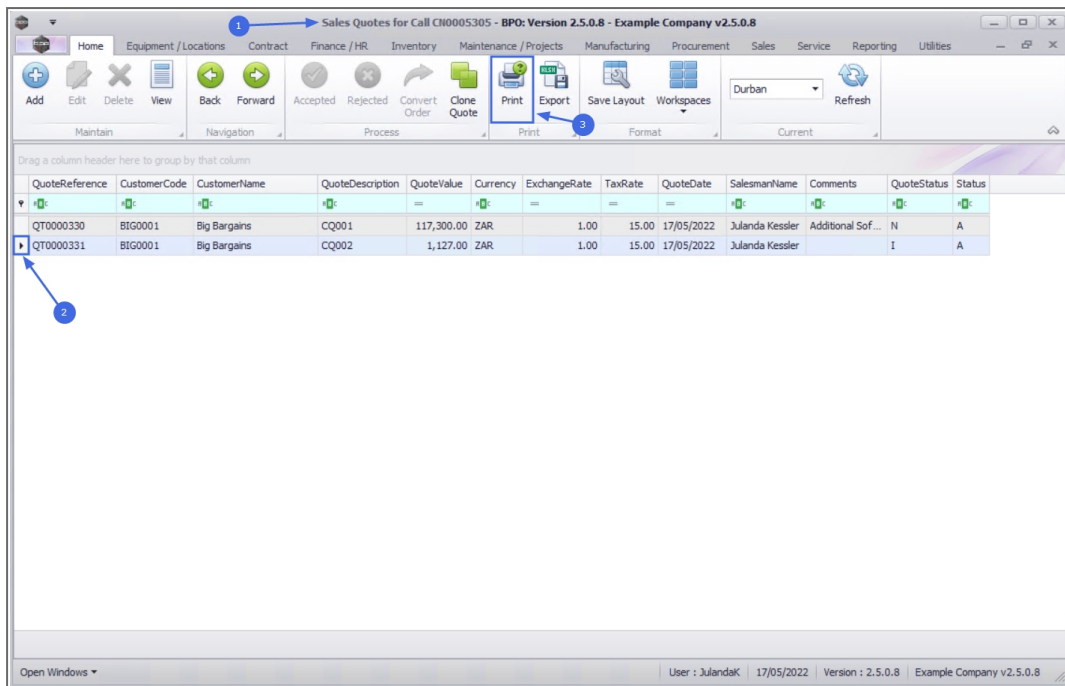 1
Sales Quotes for Call CN0005305 - BPO: Version 2.5.0.8 - Example Company v2.5.0.8
Home Equipment / Locations Contract Finance / HR Inventory Maintenance / Projects Manufacturing Procurement Sales Service Reporting Utilities
Add Edit Delete View Back Forward Accepted Rejected Convert Order Clone Quote Print Export Save Layout Workspaces Durban Refresh
3
Maintain Navigation Process Print Format Current
Drag a column header here to group by that column
QuoteReference CustomerCode CustomerName QuoteDescription QuoteValue Currency ExchangeRate TaxRate QuoteDate SalesmanName Comments QuoteStatus Status
= = = =
QT0000330 BIG0001 Big Bargains CQ001 117,300.00 ZAR 1.00 15.00 17/05/2022 Julanda Kessler Additional Sof... N A
QT0000331 BIG0001 Big Bargains CQ002 1,127.00 ZAR 1.00 15.00 17/05/2022 Julanda Kessler I A
2
Open Windows User : JulandaK 17/05/2022 Version : 2.5.0.8 Example Company v2.5.0.8